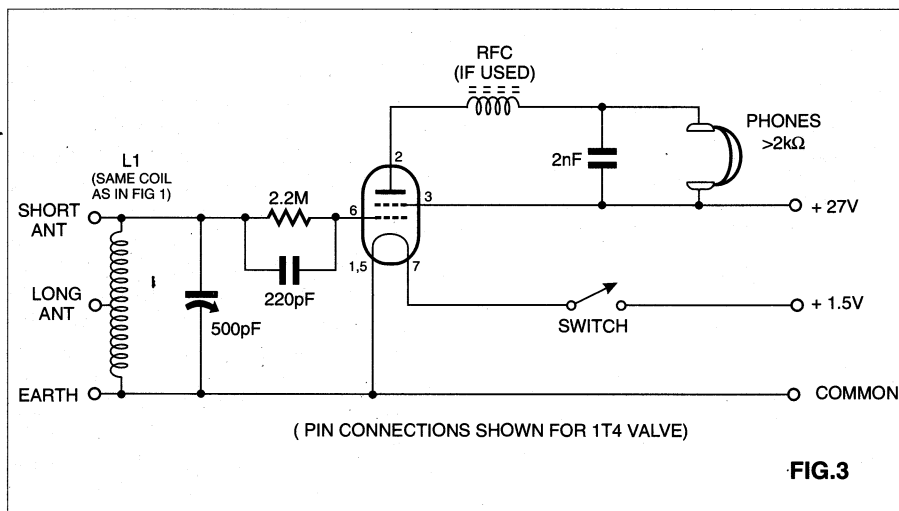 RFC
(IF USED)
PHONES
>2kΩ
2nF
2
L1
(SAME COIL
AS IN FIG 1)
2.2M
SHORT
ANT
6
3
+ 27V
1,5
7
220pF
LONG
ANT
500pF
SWITCH
+ 1.5V
EARTH
COMMON
( PIN CONNECTIONS SHOWN FOR 1T4 VALVE)
FIG.3